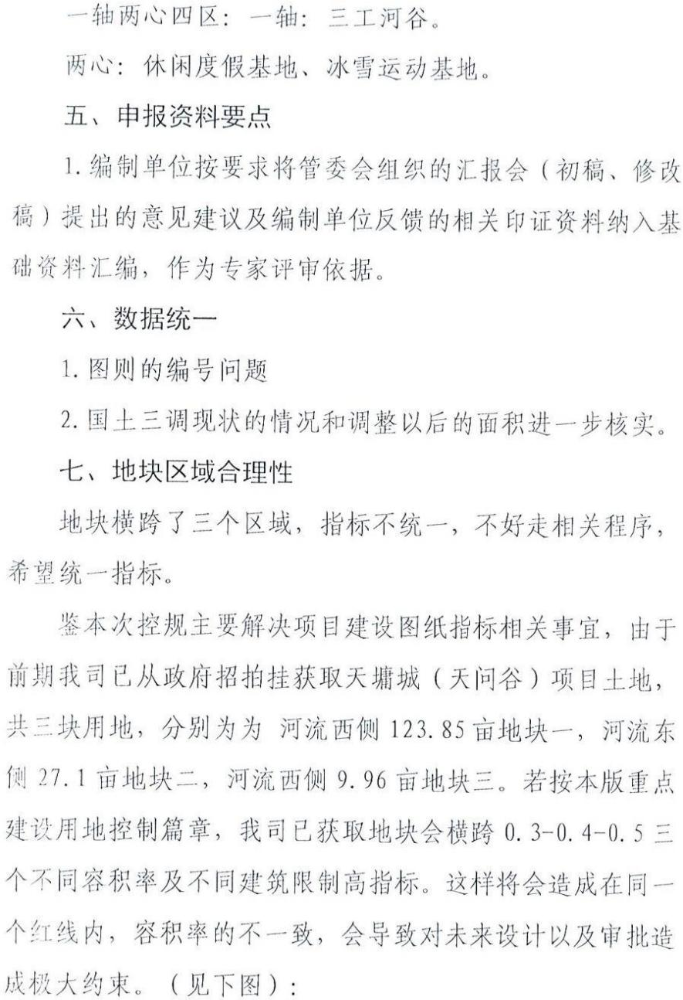 一轴两心四区：一轴：三工河谷。
两心：休闲度假基地、冰雪运动基地。
五、申报资料要点
1.编制单位按要求将管委会组织的汇报会（初稿、修改
稿）提出的意见建议及编制单位反馈的相关印证资料纳入基
础资料汇编，作为专家评审依据。
六、数据统一
1.图则的编号问题
2.国土三调现状的情况和调整以后的面积进一步核实。
七、地块区域合理性
地块横跨了三个区域，指标不统一，不好走相关程序，
希望统一指标。
鉴本次控规主要解决项目建设图纸指标相关事宜，由于
前期我司已从政府招拍挂获取天墉城（天问谷）项目土地，
共三块用地，分别为为 河流西侧 123.85 亩地块一，河流东
侧 27.1 亩地块二，河流西侧 9.96 亩地块三。若按本版重点
建设用地控制篇章，我司已获取地块会横跨 0.3-0.4-0.5 三
个不同容积率及不同建筑限制高指标。这样将会造成在同一
个红线内，容积率的不一致，会导致对未来设计以及审批造
成极大约束。（见下图）：